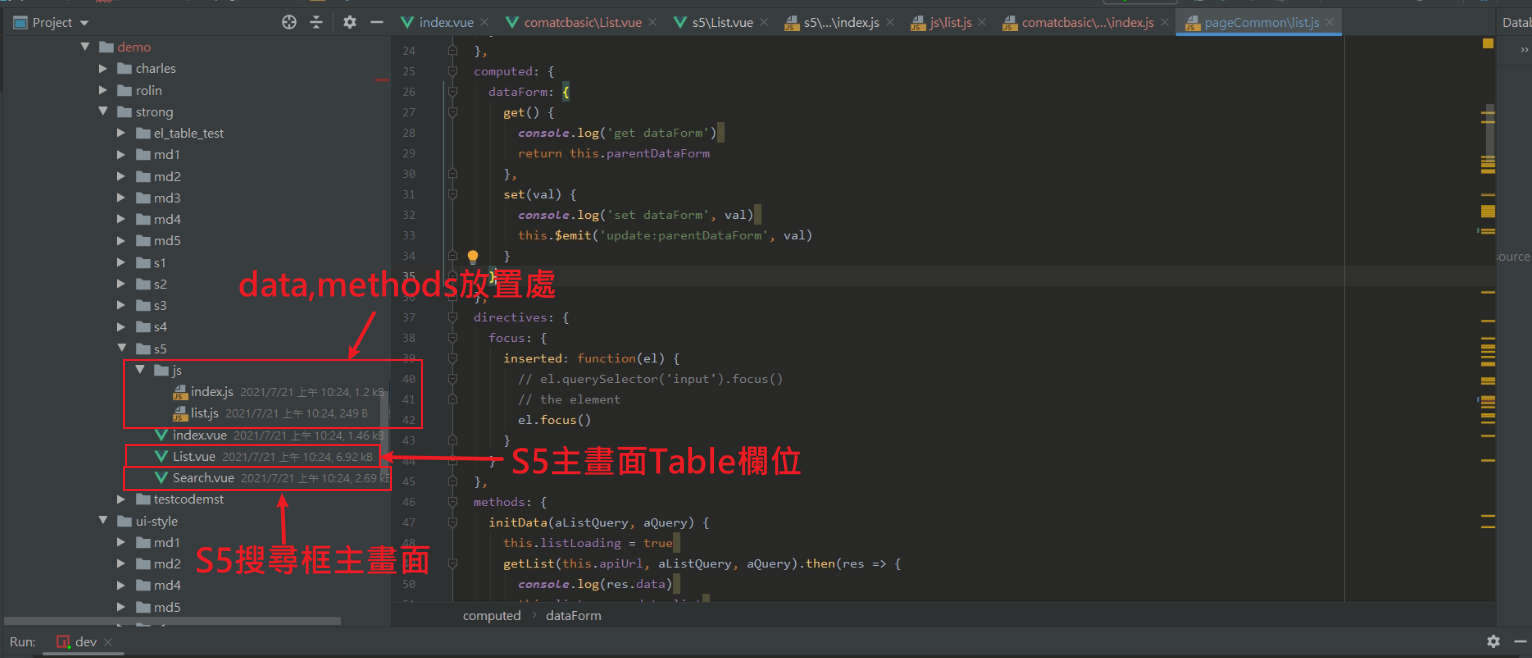 Project
index.vue
comatcbasic\List.vue
s5\List.vue
s5\...\index.js
js\list.js
comatcbasic\...\index.js
pageCommon\list.js
Datab
demo
charles
rolin
strong
el_table_test
md1
md2
md3
md4
md5
s1
s2
s3
s4
s5
js
index.js 2021/7/21 上午 10:24, 1.2 kB
list.js 2021/7/21 上午 10:24, 249 B
index.vue 2021/7/21 上午 10:24, 1.46 kB
List.vue 2021/7/21 上午 10:24, 6.92 kB
Search.vue 2021/7/21 上午 10:24, 2.69 kB
testcodemst
ui-style
md1
md2
md4
md5
data,methods放置處
S5主畫面Table欄位
S5搜尋框主畫面
24 },
25 computed: {
26 dataForm: {
27 get() {
28 console.log('get dataForm')
29 return this.parentDataForm
30 },
31 set(val) {
32 console.log('set dataForm', val)
33 this.$emit('update:parentDataForm', val)
34 }
35 }
36 },
37 directives: {
38 focus: {
39 inserted: function(el) {
40 // el.querySelector('input').focus()
41 // the element
42 el.focus()
43 }
44 }
45 },
46 methods: {
47 initData(aListQuery, aQuery) {
48 this.listLoading = true
49 getList(this.apiUrl, aListQuery, aQuery).then(res => {
50 console.log(res.data)
ource
computed › dataForm
Run: dev